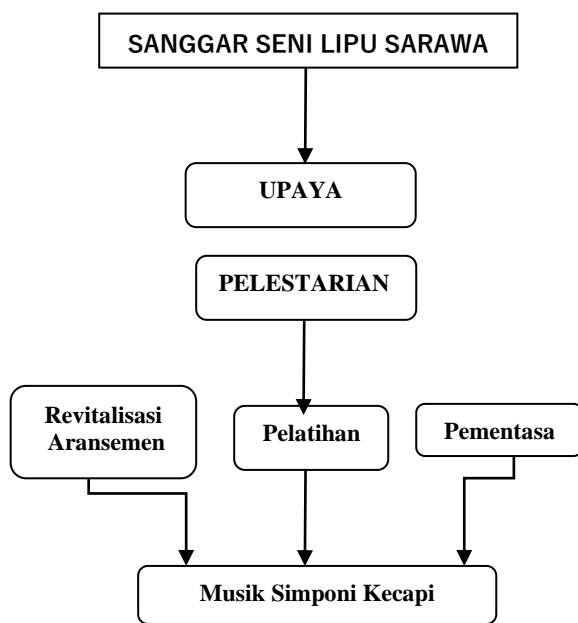 SANGGAR SENI LIPU SARAWA
UPAYA
PELESTARIAN
Revitalisasi
Aransemen
Pelatihan
Pementasa
Musik Simponi Kecapi